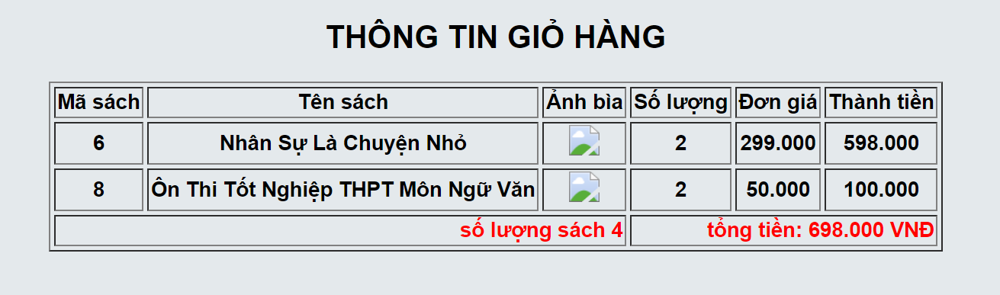 THÔNG TIN GIỎ HÀNG
Mã sách Tên sách Ảnh bìa Số lượng Đơn giá Thành tiền
6 Nhân Sự Là Chuyện Nhỏ 2 299.000 598.000
8 Ôn Thi Tốt Nghiệp THPT Môn Ngữ Văn 2 50.000 100.000
số lượng sách 4 tổng tiền: 698.000 VNĐ